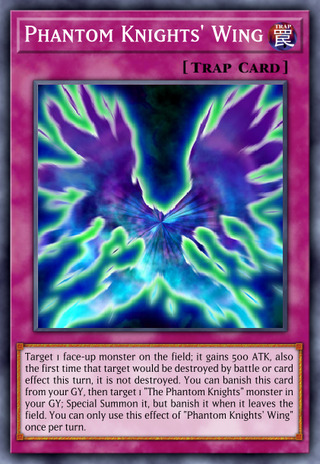 Phantom Knights' Wing
TRAP
罠
[Trap Card]
Target 1 face-up monster on the field; it gains 500 ATK, also
the first time that target would be destroyed by battle or card
effect this turn, it is not destroyed. You can banish this card
from your GY, then target 1 "The Phantom Knights" monster in
your GY; Special Summon it, but banish it when it leaves the
field. You can only use this effect of "Phantom Knights' Wing"
once per turn.